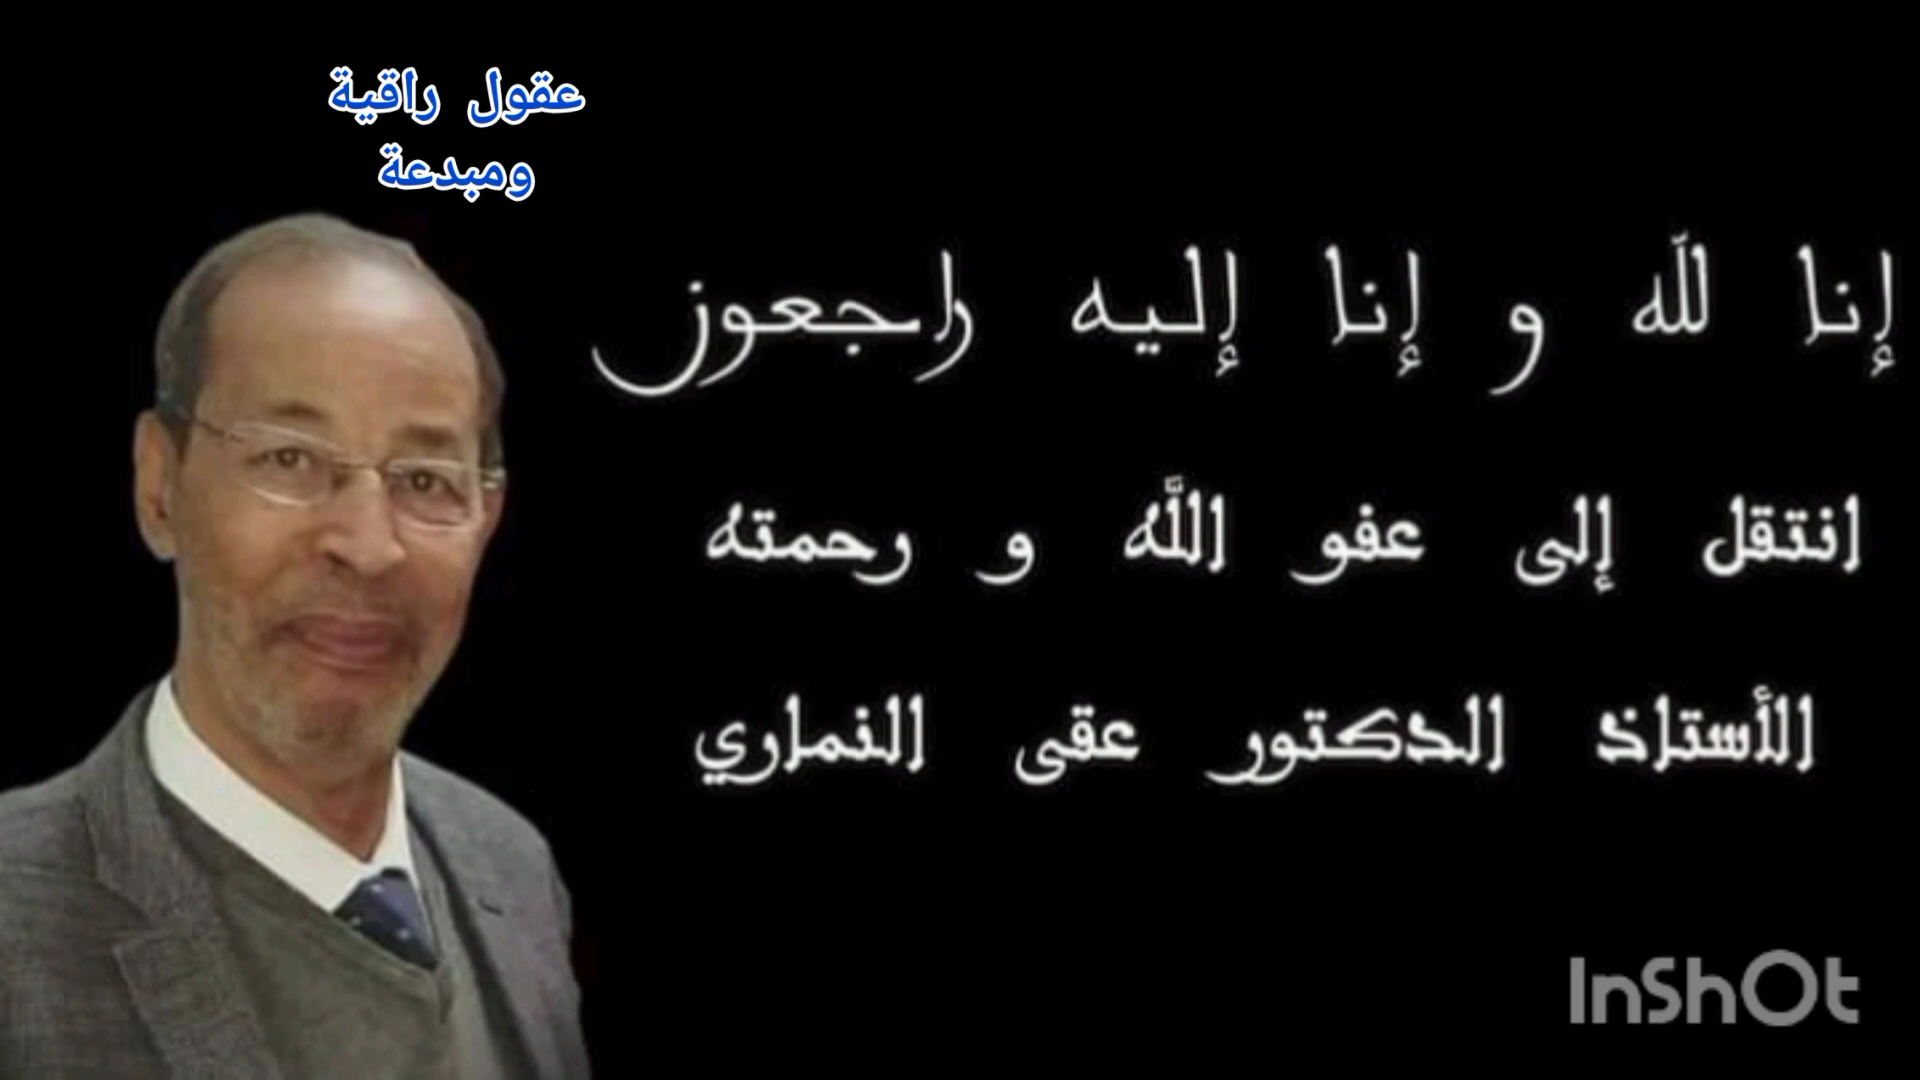 عقول راقية
ومبدعة
إنا لله و إنا إليه راجعون
انتقل إلى عفو الله و رحمته
الأستاذ الدكتور عقى النماري
InShOt